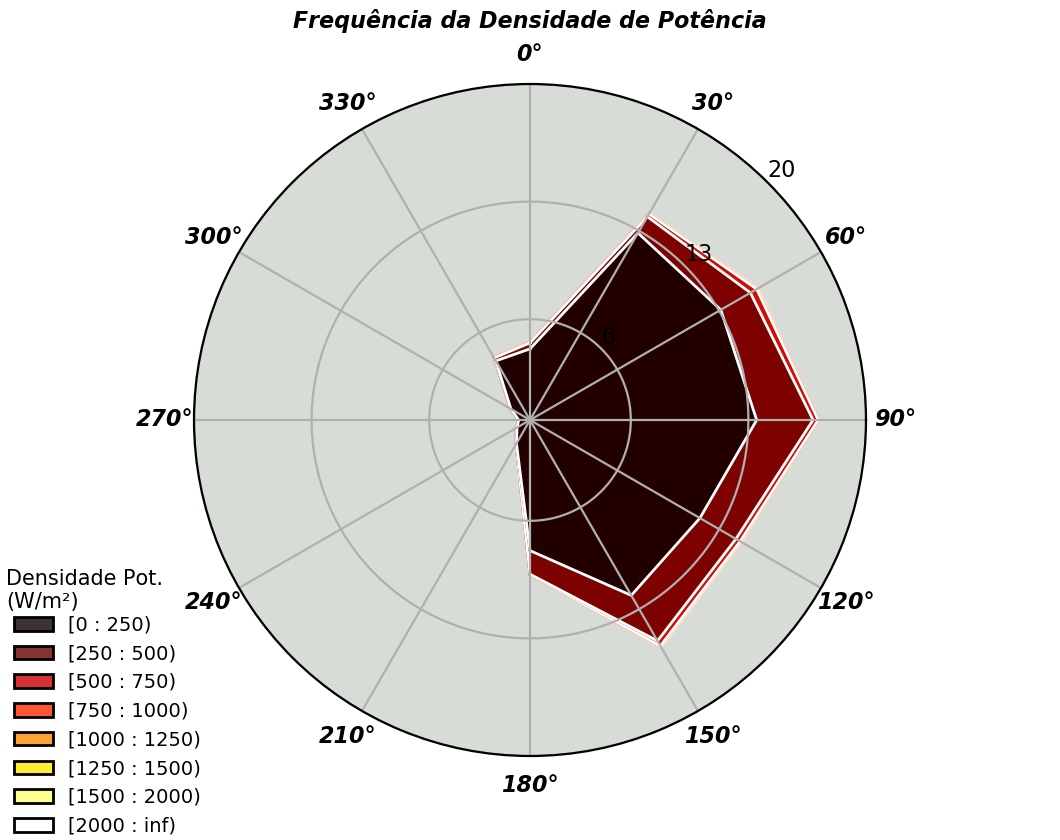 Frequência da Densidade de Potência
0°
330°
30°
20
300°
60°
13
6
270°
90°
240°
120°
210°
150°
180°
Densidade Pot.
(W/m²)
[0 : 250)
[250 : 500)
[500 : 750)
[750 : 1000)
[1000 : 1250)
[1250 : 1500)
[1500 : 2000)
[2000 : inf)